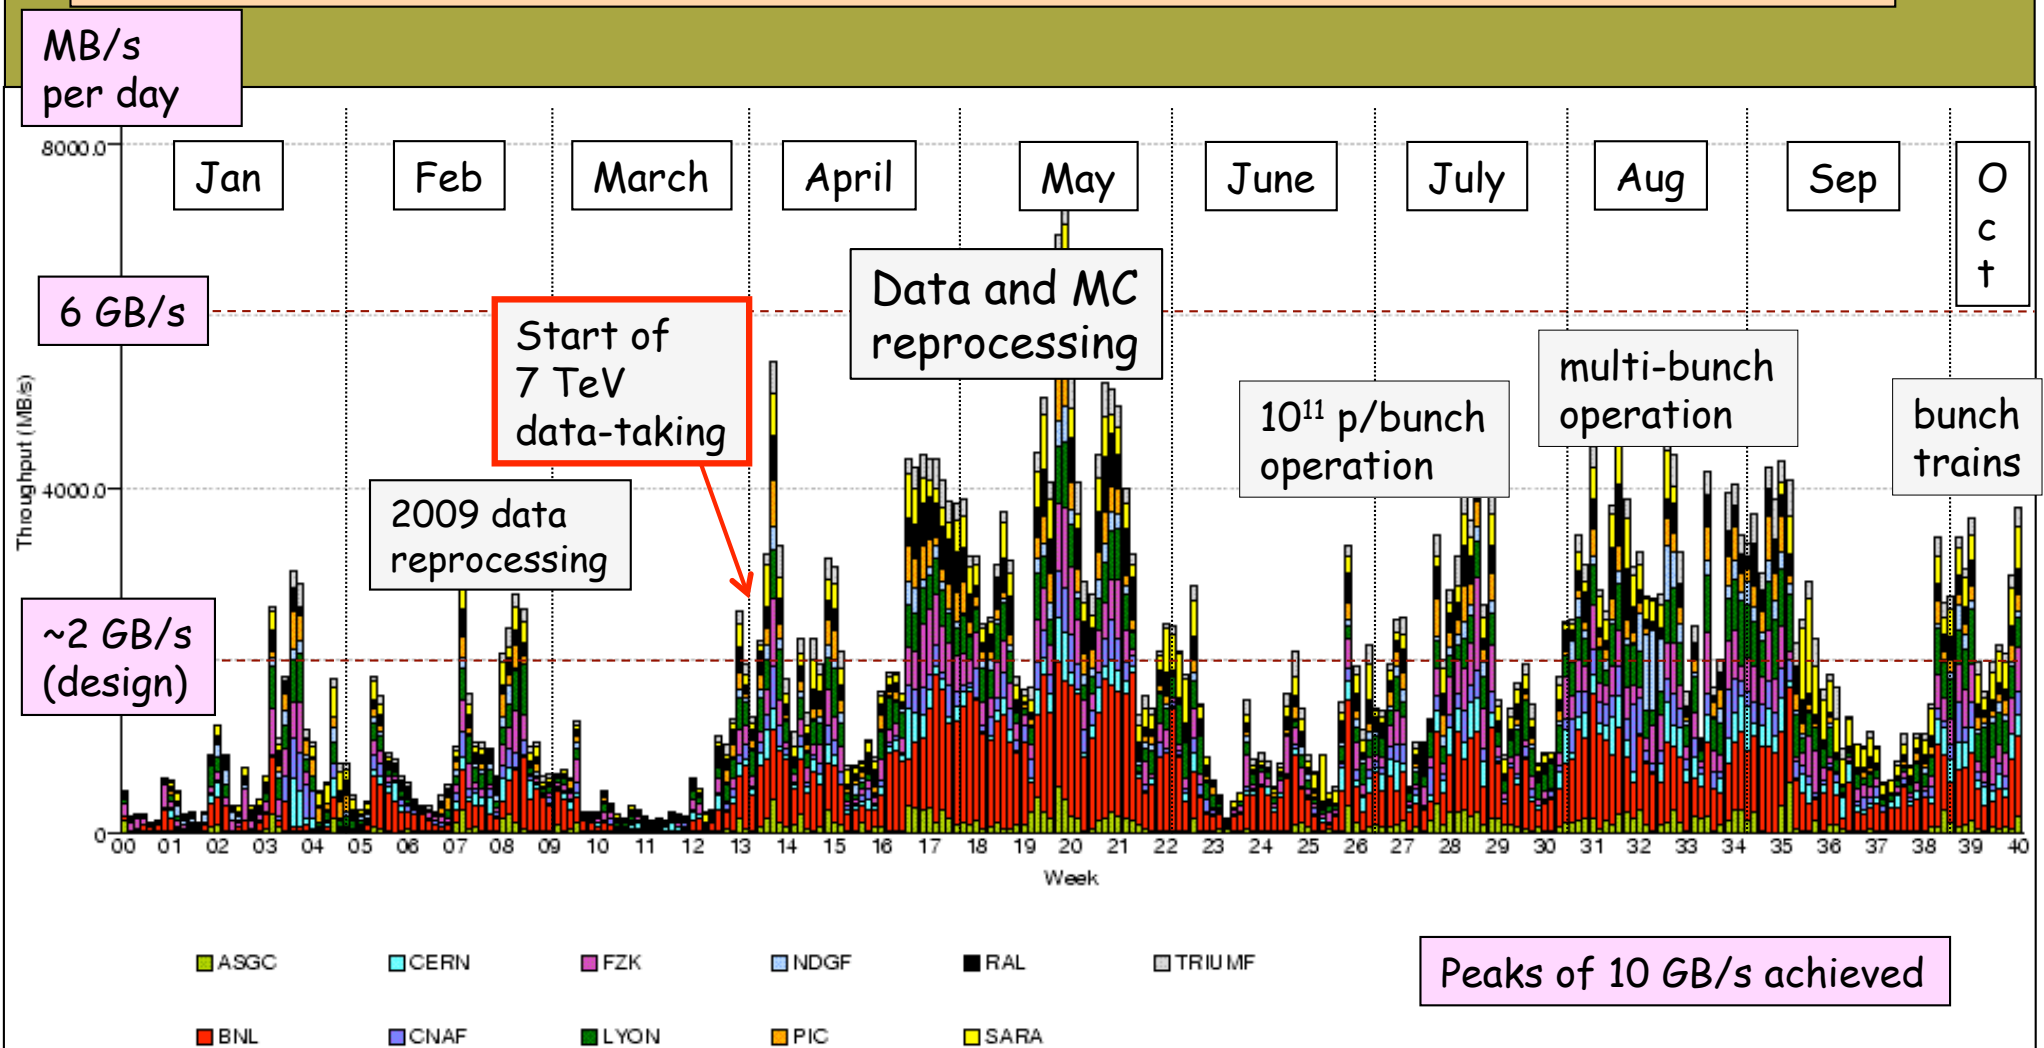 MB/s
per day
8000.0
Jan
Feb
March
April
May
June
July
Aug
Sep
O
c
t
6 GB/s
Data and MC
reprocessing
Start of
7 TeV
data-taking
multi-bunch
operation
10¹¹ p/bunch
operation
bunch
trains
Throughput (MB/s)
4000.0
2009 data
reprocessing
~2 GB/s
(design)
0
00 01 02 03 04 05 06 07 08 09 10 11 12 13 14 15 16 17 18 19 20 21 22 23 24 25 26 27 28 29 30 31 32 33 34 35 36 37 38 39 40
Week
ASGC CERN FZK NDGF RAL TRIUMF
Peaks of 10 GB/s achieved
BNL CNAF LYON PIC SARA